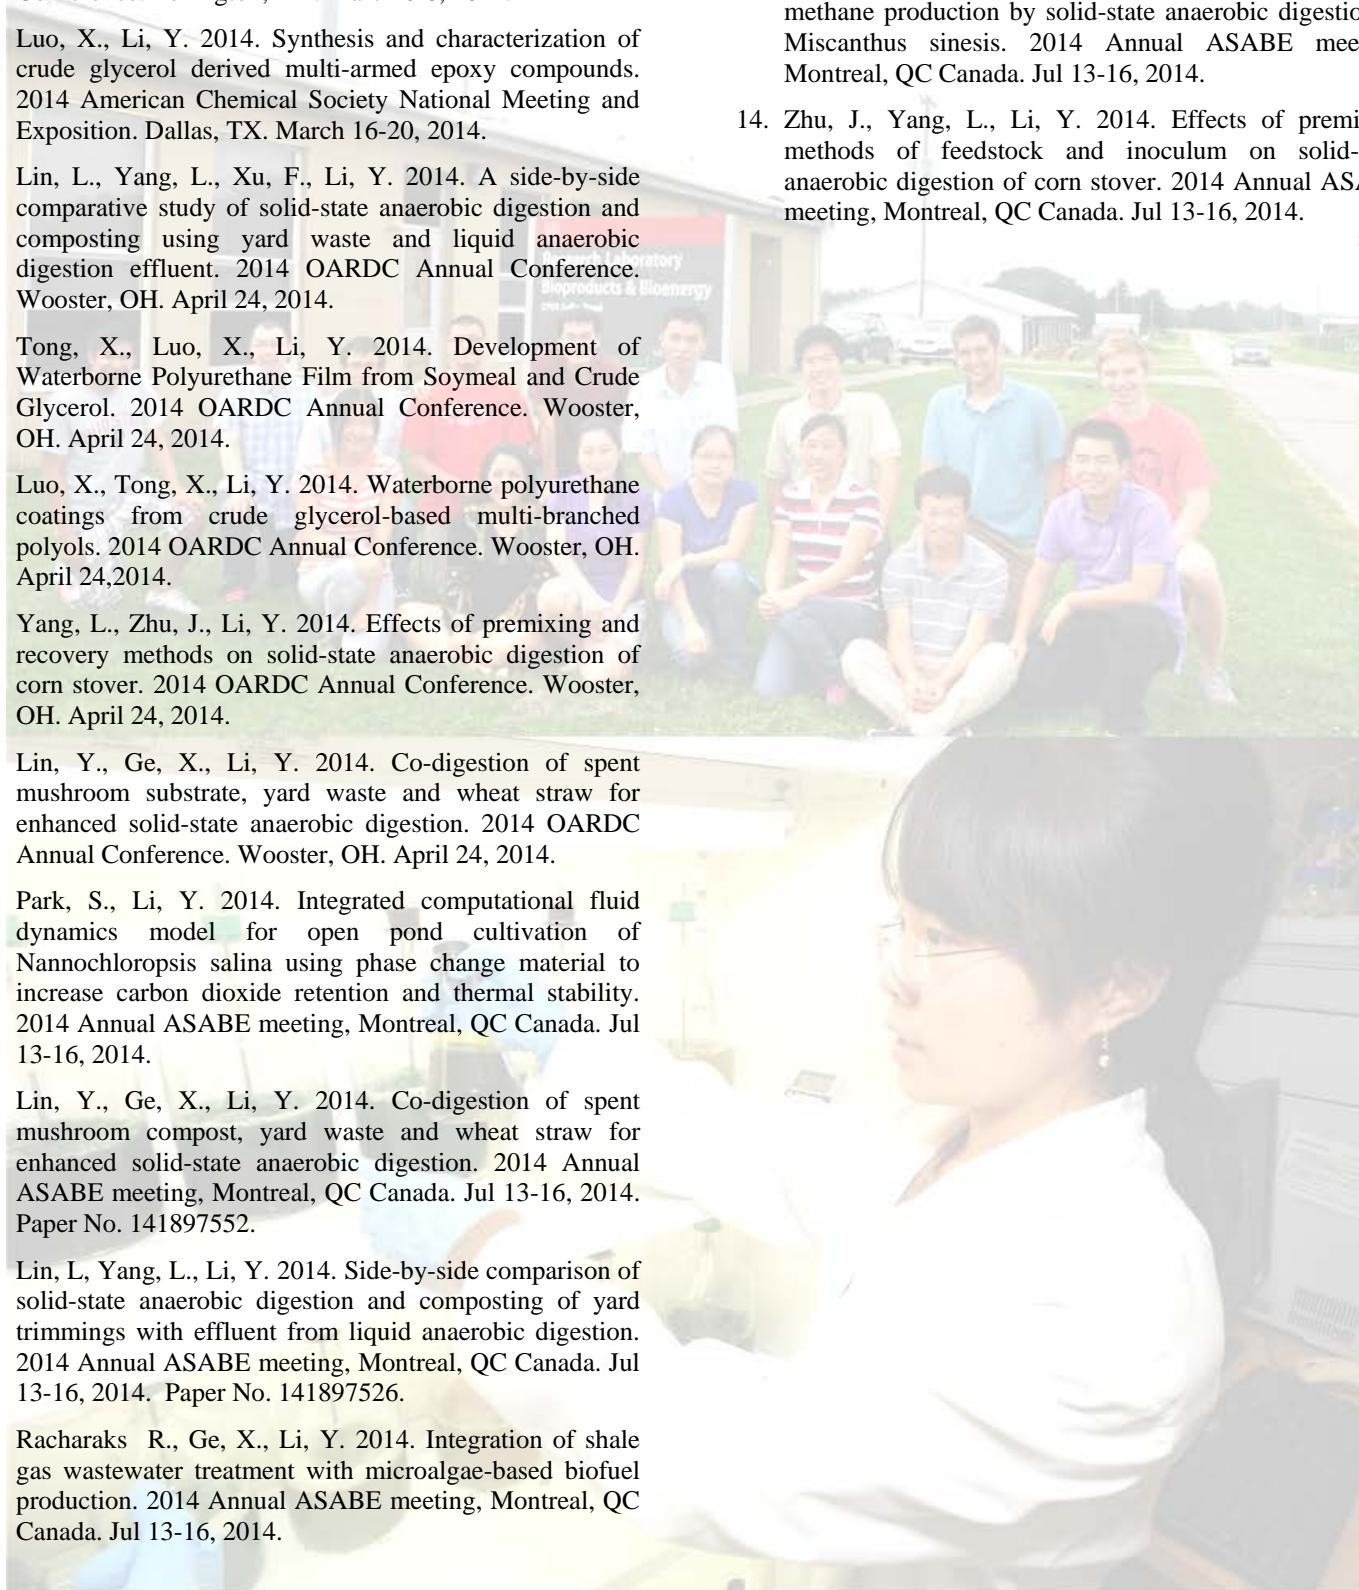 Luo, X., Li, Y. 2014. Synthesis and characterization of
crude glycerol derived multi-armed epoxy compounds.
2014 American Chemical Society National Meeting and
Exposition. Dallas, TX. March 16-20, 2014.
Lin, L., Yang, L., Xu, F., Li, Y. 2014. A side-by-side
comparative study of solid-state anaerobic digestion and
composting using yard waste and liquid anaerobic
digestion effluent. 2014 OARDC Annual Conference.
Wooster, OH. April 24, 2014.
Tong, X., Luo, X., Li, Y. 2014. Development of
Waterborne Polyurethane Film from Soymeal and Crude
Glycerol. 2014 OARDC Annual Conference. Wooster,
OH. April 24, 2014.
Luo, X., Tong, X., Li, Y. 2014. Waterborne polyurethane
coatings from crude glycerol-based multi-branched
polyols. 2014 OARDC Annual Conference. Wooster, OH.
April 24,2014.
Yang, L., Zhu, J., Li, Y. 2014. Effects of premixing and
recovery methods on solid-state anaerobic digestion of
corn stover. 2014 OARDC Annual Conference. Wooster,
OH. April 24, 2014.
Lin, Y., Ge, X., Li, Y. 2014. Co-digestion of spent
mushroom substrate, yard waste and wheat straw for
enhanced solid-state anaerobic digestion. 2014 OARDC
Annual Conference. Wooster, OH. April 24, 2014.
Park, S., Li, Y. 2014. Integrated computational fluid
dynamics model for open pond cultivation of
Nannochloropsis salina using phase change material to
increase carbon dioxide retention and thermal stability.
2014 Annual ASABE meeting, Montreal, QC Canada. Jul
13-16, 2014.
Lin, Y., Ge, X., Li, Y. 2014. Co-digestion of spent
mushroom compost, yard waste and wheat straw for
enhanced solid-state anaerobic digestion. 2014 Annual
ASABE meeting, Montreal, QC Canada. Jul 13-16, 2014.
Paper No. 141897552.
Lin, L, Yang, L., Li, Y. 2014. Side-by-side comparison of
solid-state anaerobic digestion and composting of yard
trimmings with effluent from liquid anaerobic digestion.
2014 Annual ASABE meeting, Montreal, QC Canada. Jul
13-16, 2014. Paper No. 141897526.
Racharaks R., Ge, X., Li, Y. 2014. Integration of shale
gas wastewater treatment with microalgae-based biofuel
production. 2014 Annual ASABE meeting, Montreal, QC
Canada. Jul 13-16, 2014.
methane production by solid-state anaerobic digestio
Miscanthus sinesis. 2014 Annual ASABE mee
Montreal, QC Canada. Jul 13-16, 2014.
14. Zhu, J., Yang, L., Li, Y. 2014. Effects of premi
methods of feedstock and inoculum on solid-
anaerobic digestion of corn stover. 2014 Annual ASA
meeting, Montreal, QC Canada. Jul 13-16, 2014.
Research Laboratory
Bioproducts & Bioenergy